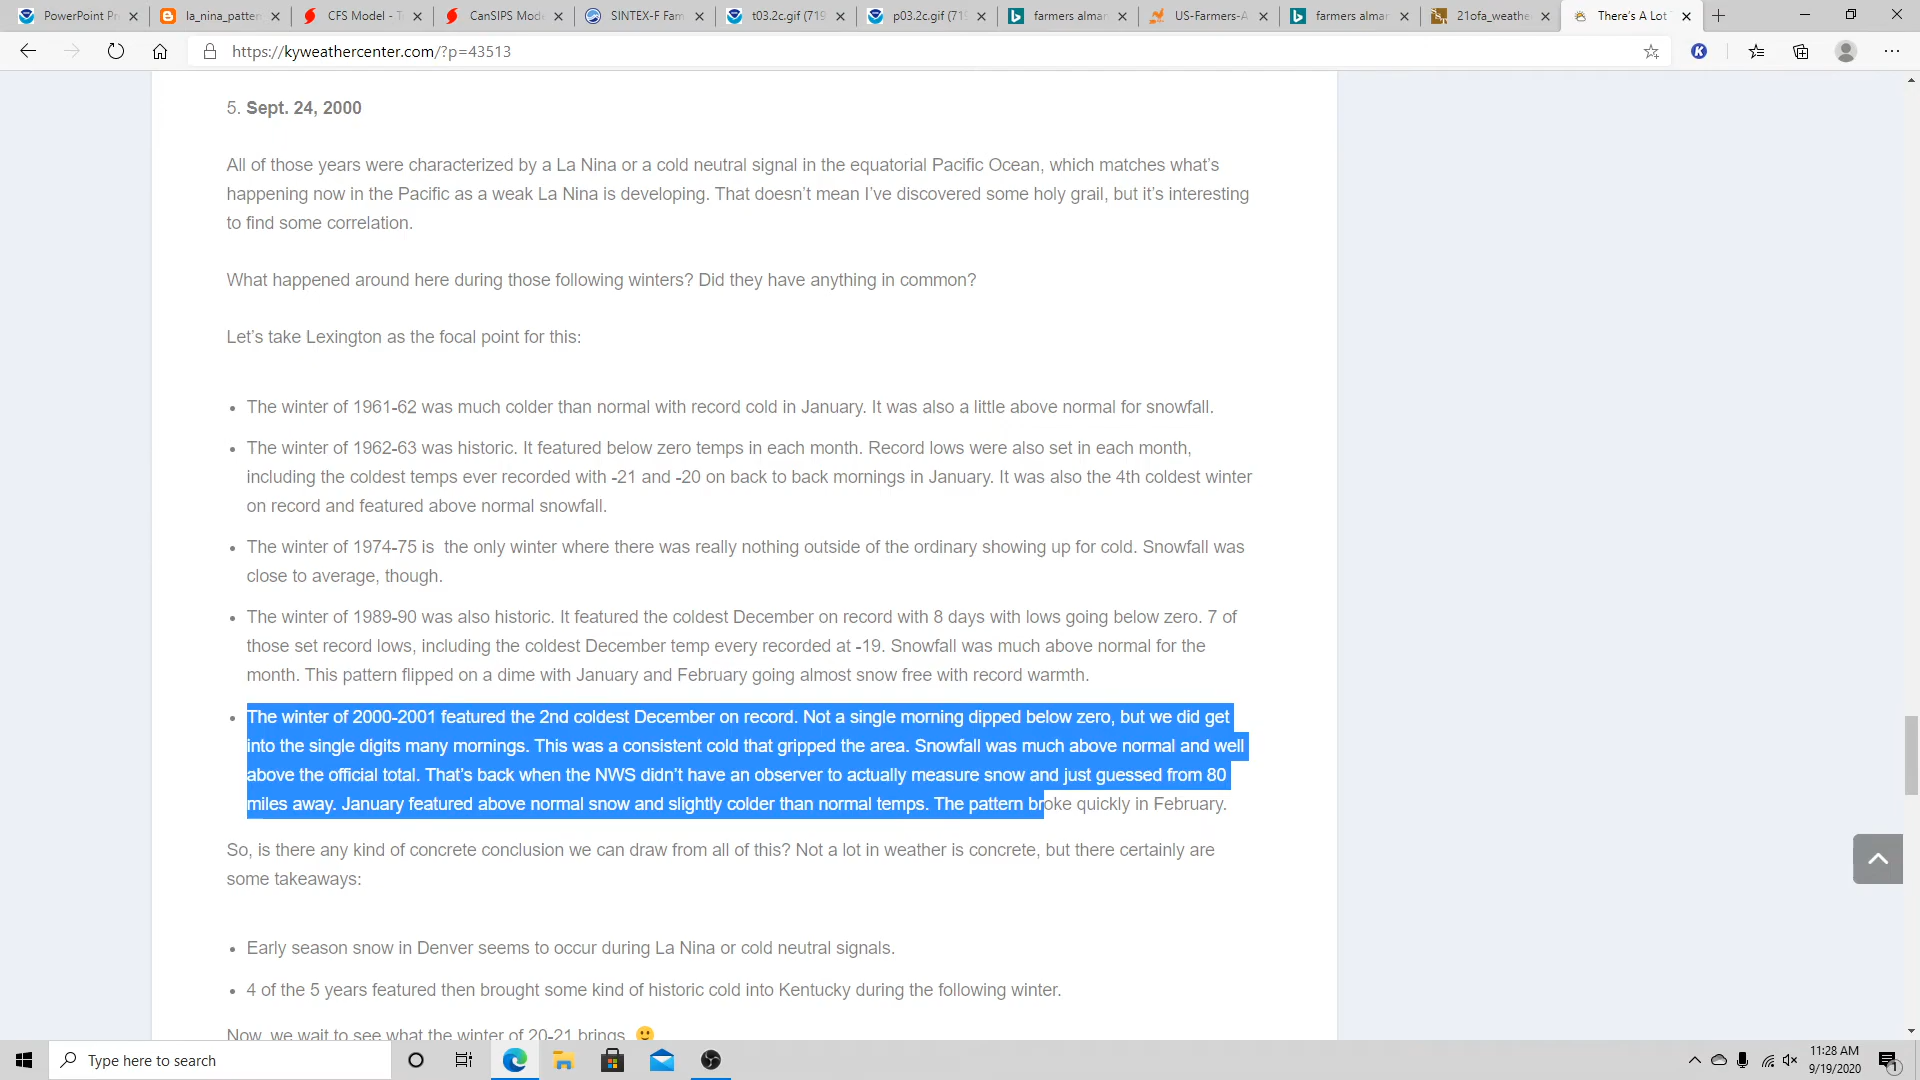 PowerPoint Pr
la_nina_patter
CFS Model - T
CanSIPS Mode
SINTEX-F Fam
t03.2c.gif (719
p03.2c.gif (719
farmers alman
US-Farmers-A
farmers almar
21ofa_weathe
There's A Lot
https://kyweathercenter.com/?p=43513
5. Sept. 24, 2000
All of those years were characterized by a La Nina or a cold neutral signal in the equatorial Pacific Ocean, which matches what's
happening now in the Pacific as a weak La Nina is developing. That doesn't mean I've discovered some holy grail, but it's interesting
to find some correlation.
What happened around here during those following winters? Did they have anything in common?
Let's take Lexington as the focal point for this:
• The winter of 1961-62 was much colder than normal with record cold in January. It was also a little above normal for snowfall.
• The winter of 1962-63 was historic. It featured below zero temps in each month. Record lows were also set in each month,
including the coldest temps ever recorded with -21 and -20 on back to back mornings in January. It was also the 4th coldest winter
on record and featured above normal snowfall.
• The winter of 1974-75 is  the only winter where there was really nothing outside of the ordinary showing up for cold. Snowfall was
close to average, though.
• The winter of 1989-90 was also historic. It featured the coldest December on record with 8 days with lows going below zero. 7 of
those set record lows, including the coldest December temp every recorded at -19. Snowfall was much above normal for the
month. This pattern flipped on a dime with January and February going almost snow free with record warmth.
• The winter of 2000-2001 featured the 2nd coldest December on record. Not a single morning dipped below zero, but we did get
into the single digits many mornings. This was a consistent cold that gripped the area. Snowfall was much above normal and well
above the official total. That's back when the NWS didn't have an observer to actually measure snow and just guessed from 80
miles away. January featured above normal snow and slightly colder than normal temps. The pattern broke quickly in February.
So, is there any kind of concrete conclusion we can draw from all of this? Not a lot in weather is concrete, but there certainly are
some takeaways:
• Early season snow in Denver seems to occur during La Nina or cold neutral signals.
• 4 of the 5 years featured then brought some kind of historic cold into Kentucky during the following winter.
Now, we wait to see what the winter of 20-21 brings. 🙂
Type here to search
11:28 AM
9/19/2020
1